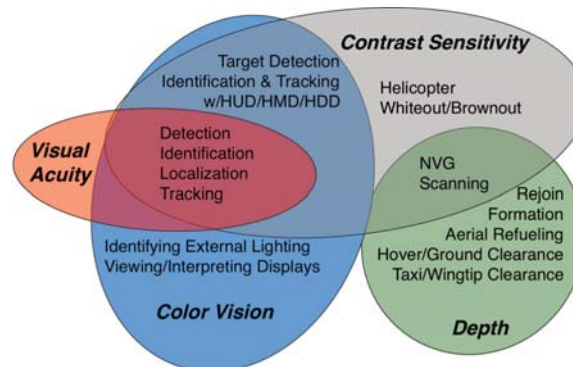 Contrast Sensitivity
Target Detection
Identification & Tracking
w/HUD/HMD/HDD
Helicopter
Whiteout/Brownout
Visual
Acuity
Detection
Identification
Localization
Tracking
NVG
Scanning
Rejoin
Formation
Aerial Refueling
Hover/Ground Clearance
Taxi/Wingtip Clearance
Identifying External Lighting
Viewing/Interpreting Displays
Color Vision
Depth